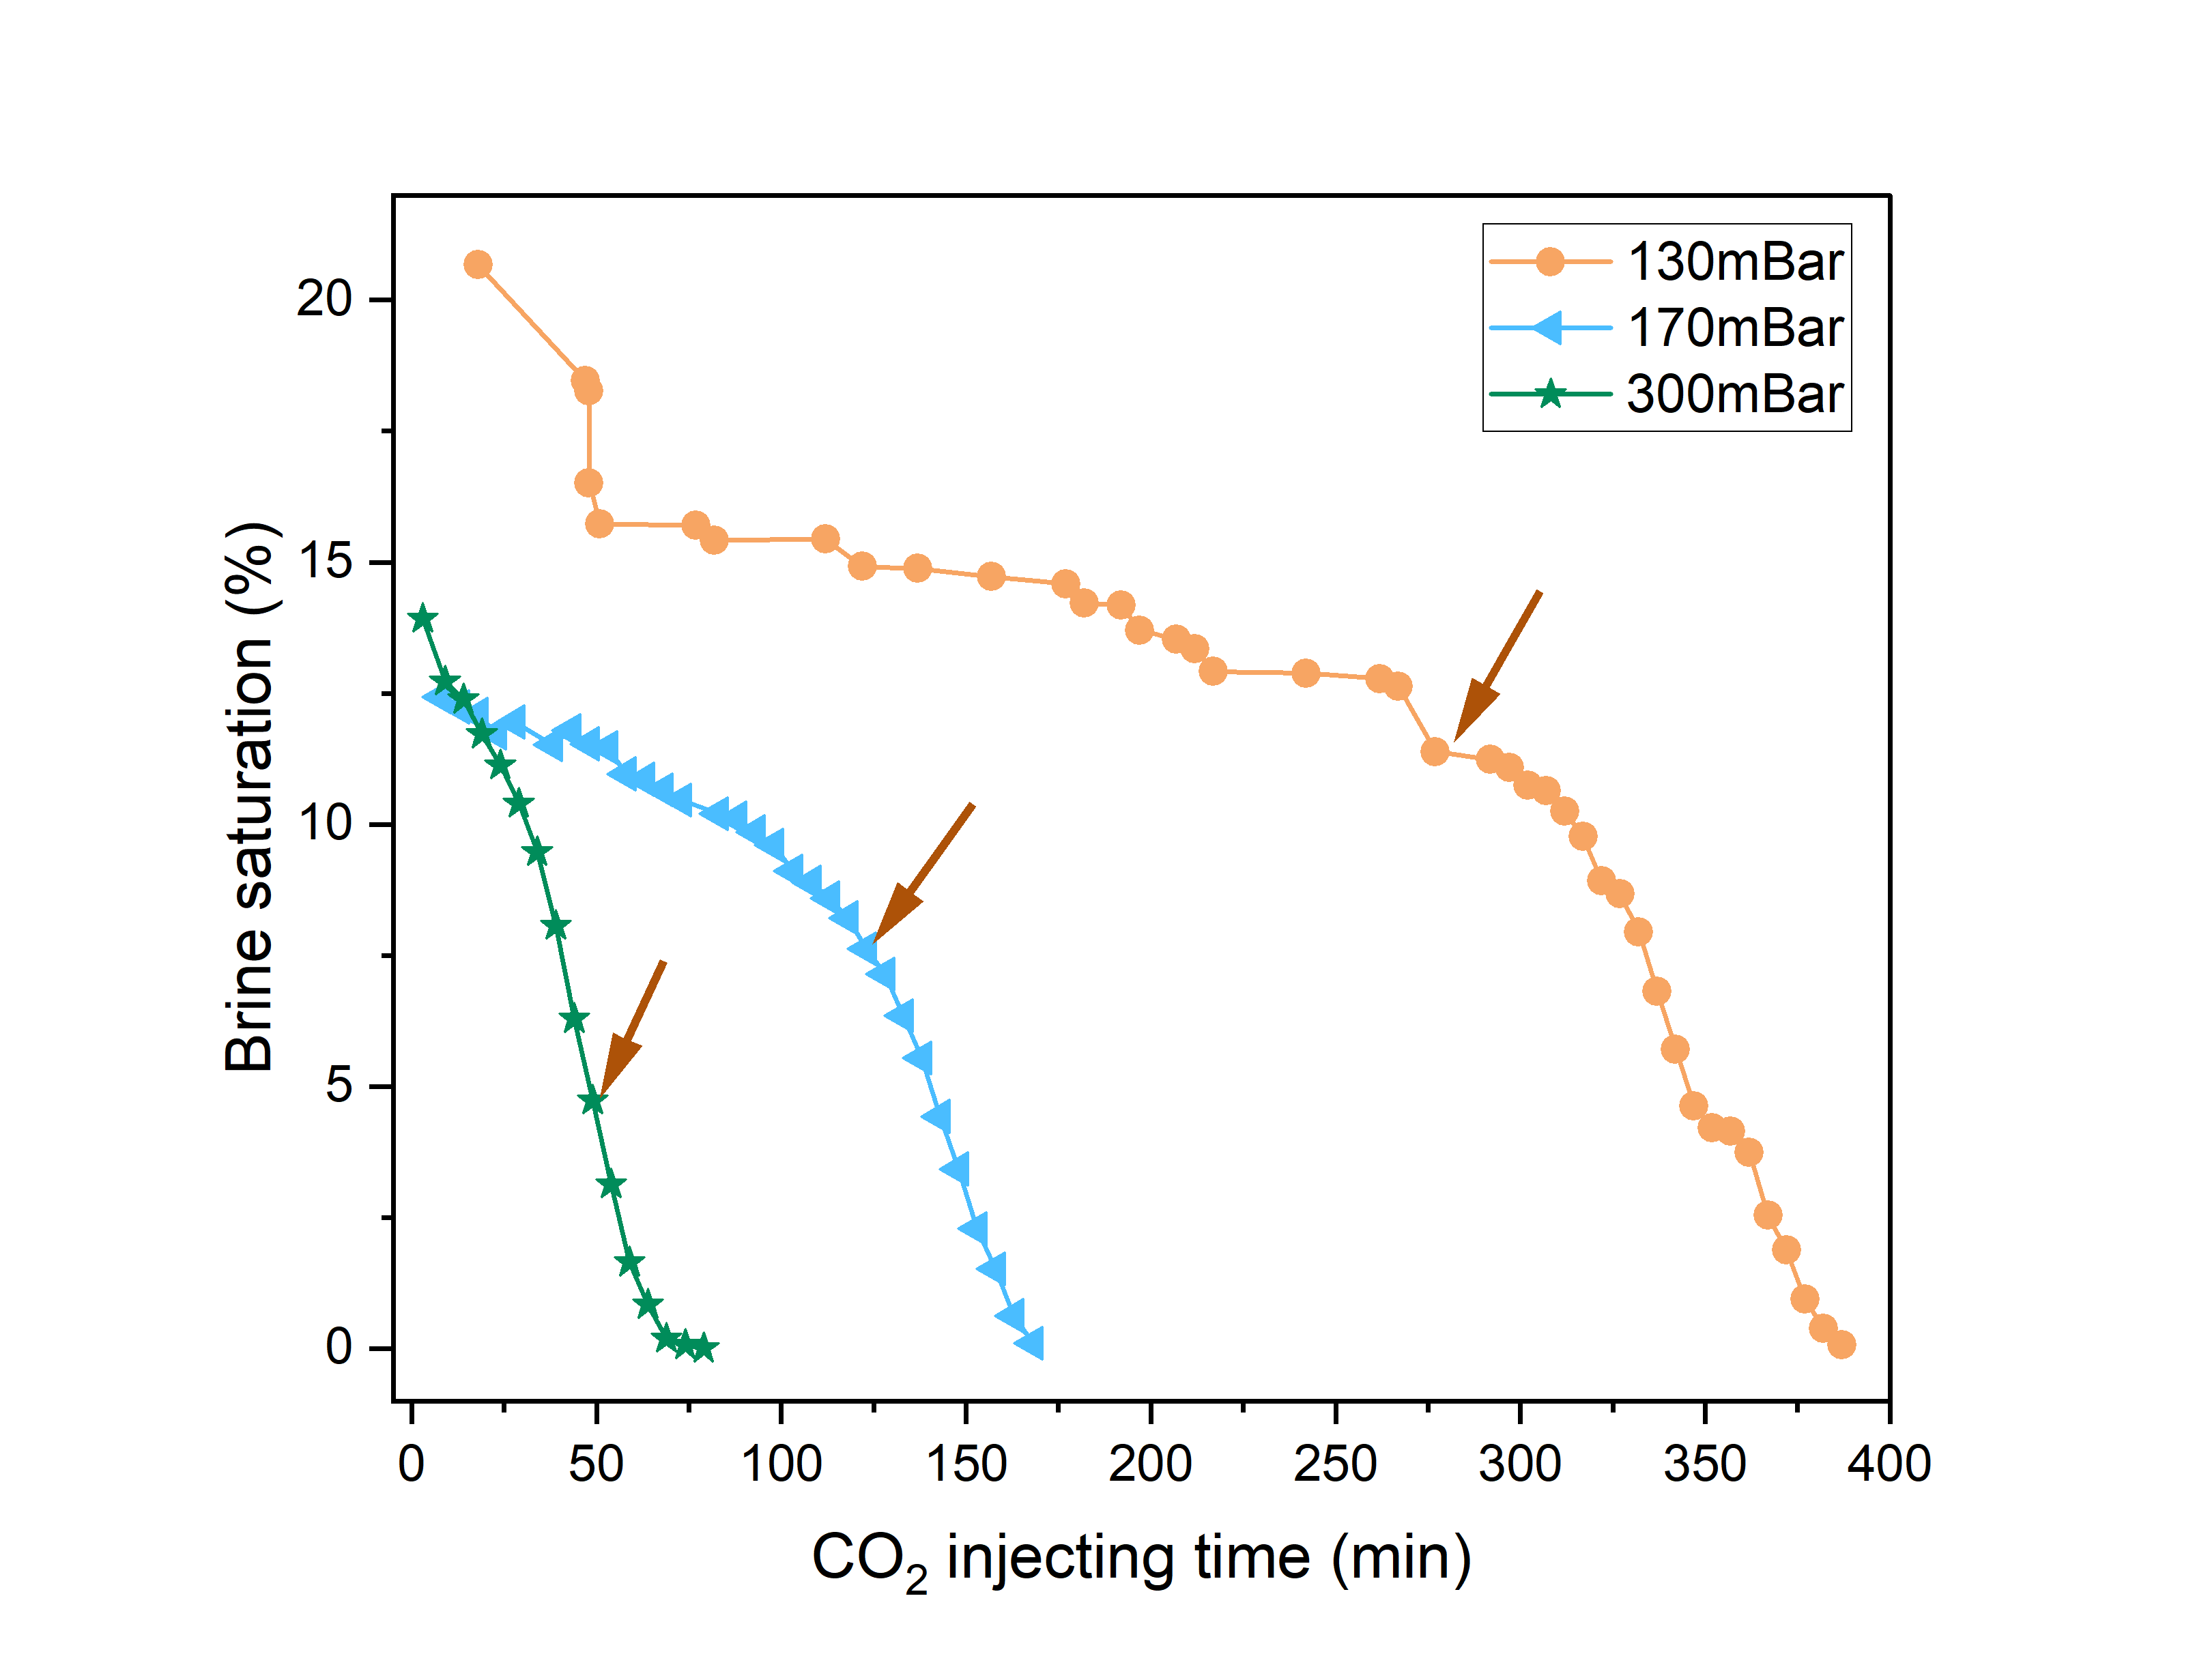 130mBar
170mBar
300mBar
Brine saturation (%)
20
15
10
5
0
0 50 100 150 200 250 300 350 400
CO₂ injecting time (min)